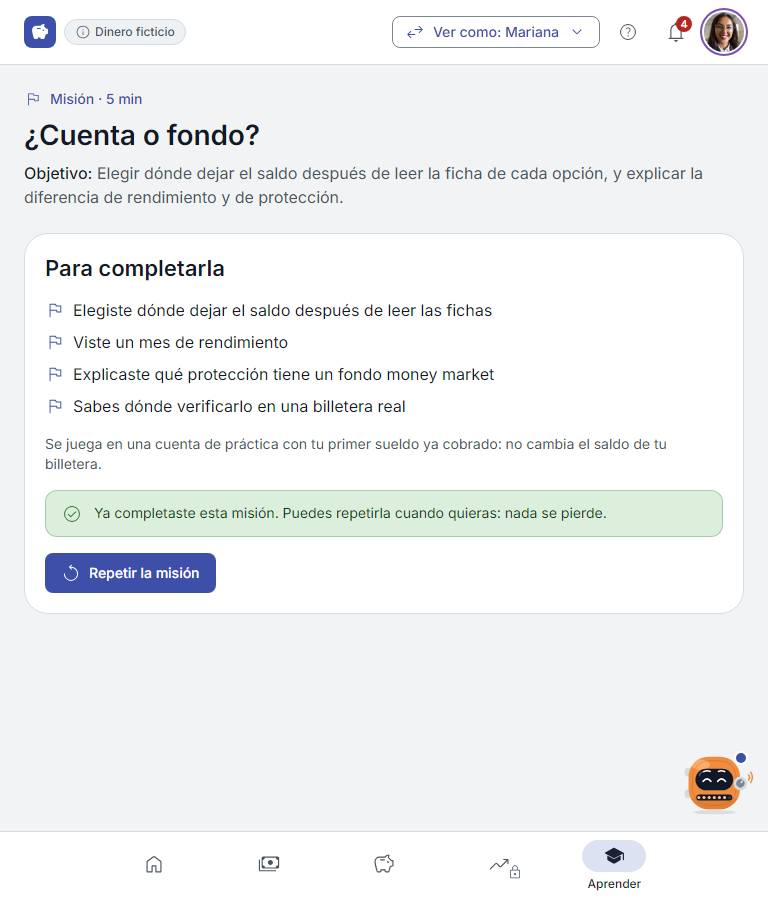 Dinero ficticio
Ver como: Mariana
4
Misión · 5 min
¿Cuenta o fondo?
Objetivo: Elegir dónde dejar el saldo después de leer la ficha de cada opción, y explicar la
diferencia de rendimiento y de protección.
Para completarla
Elegiste dónde dejar el saldo después de leer las fichas
Viste un mes de rendimiento
Explicaste qué protección tiene un fondo money market
Sabes dónde verificarlo en una billetera real
Se juega en una cuenta de práctica con tu primer sueldo ya cobrado: no cambia el saldo de tu
billetera.
Ya completaste esta misión. Puedes repetirla cuando quieras: nada se pierde.
Repetir la misión
Aprender